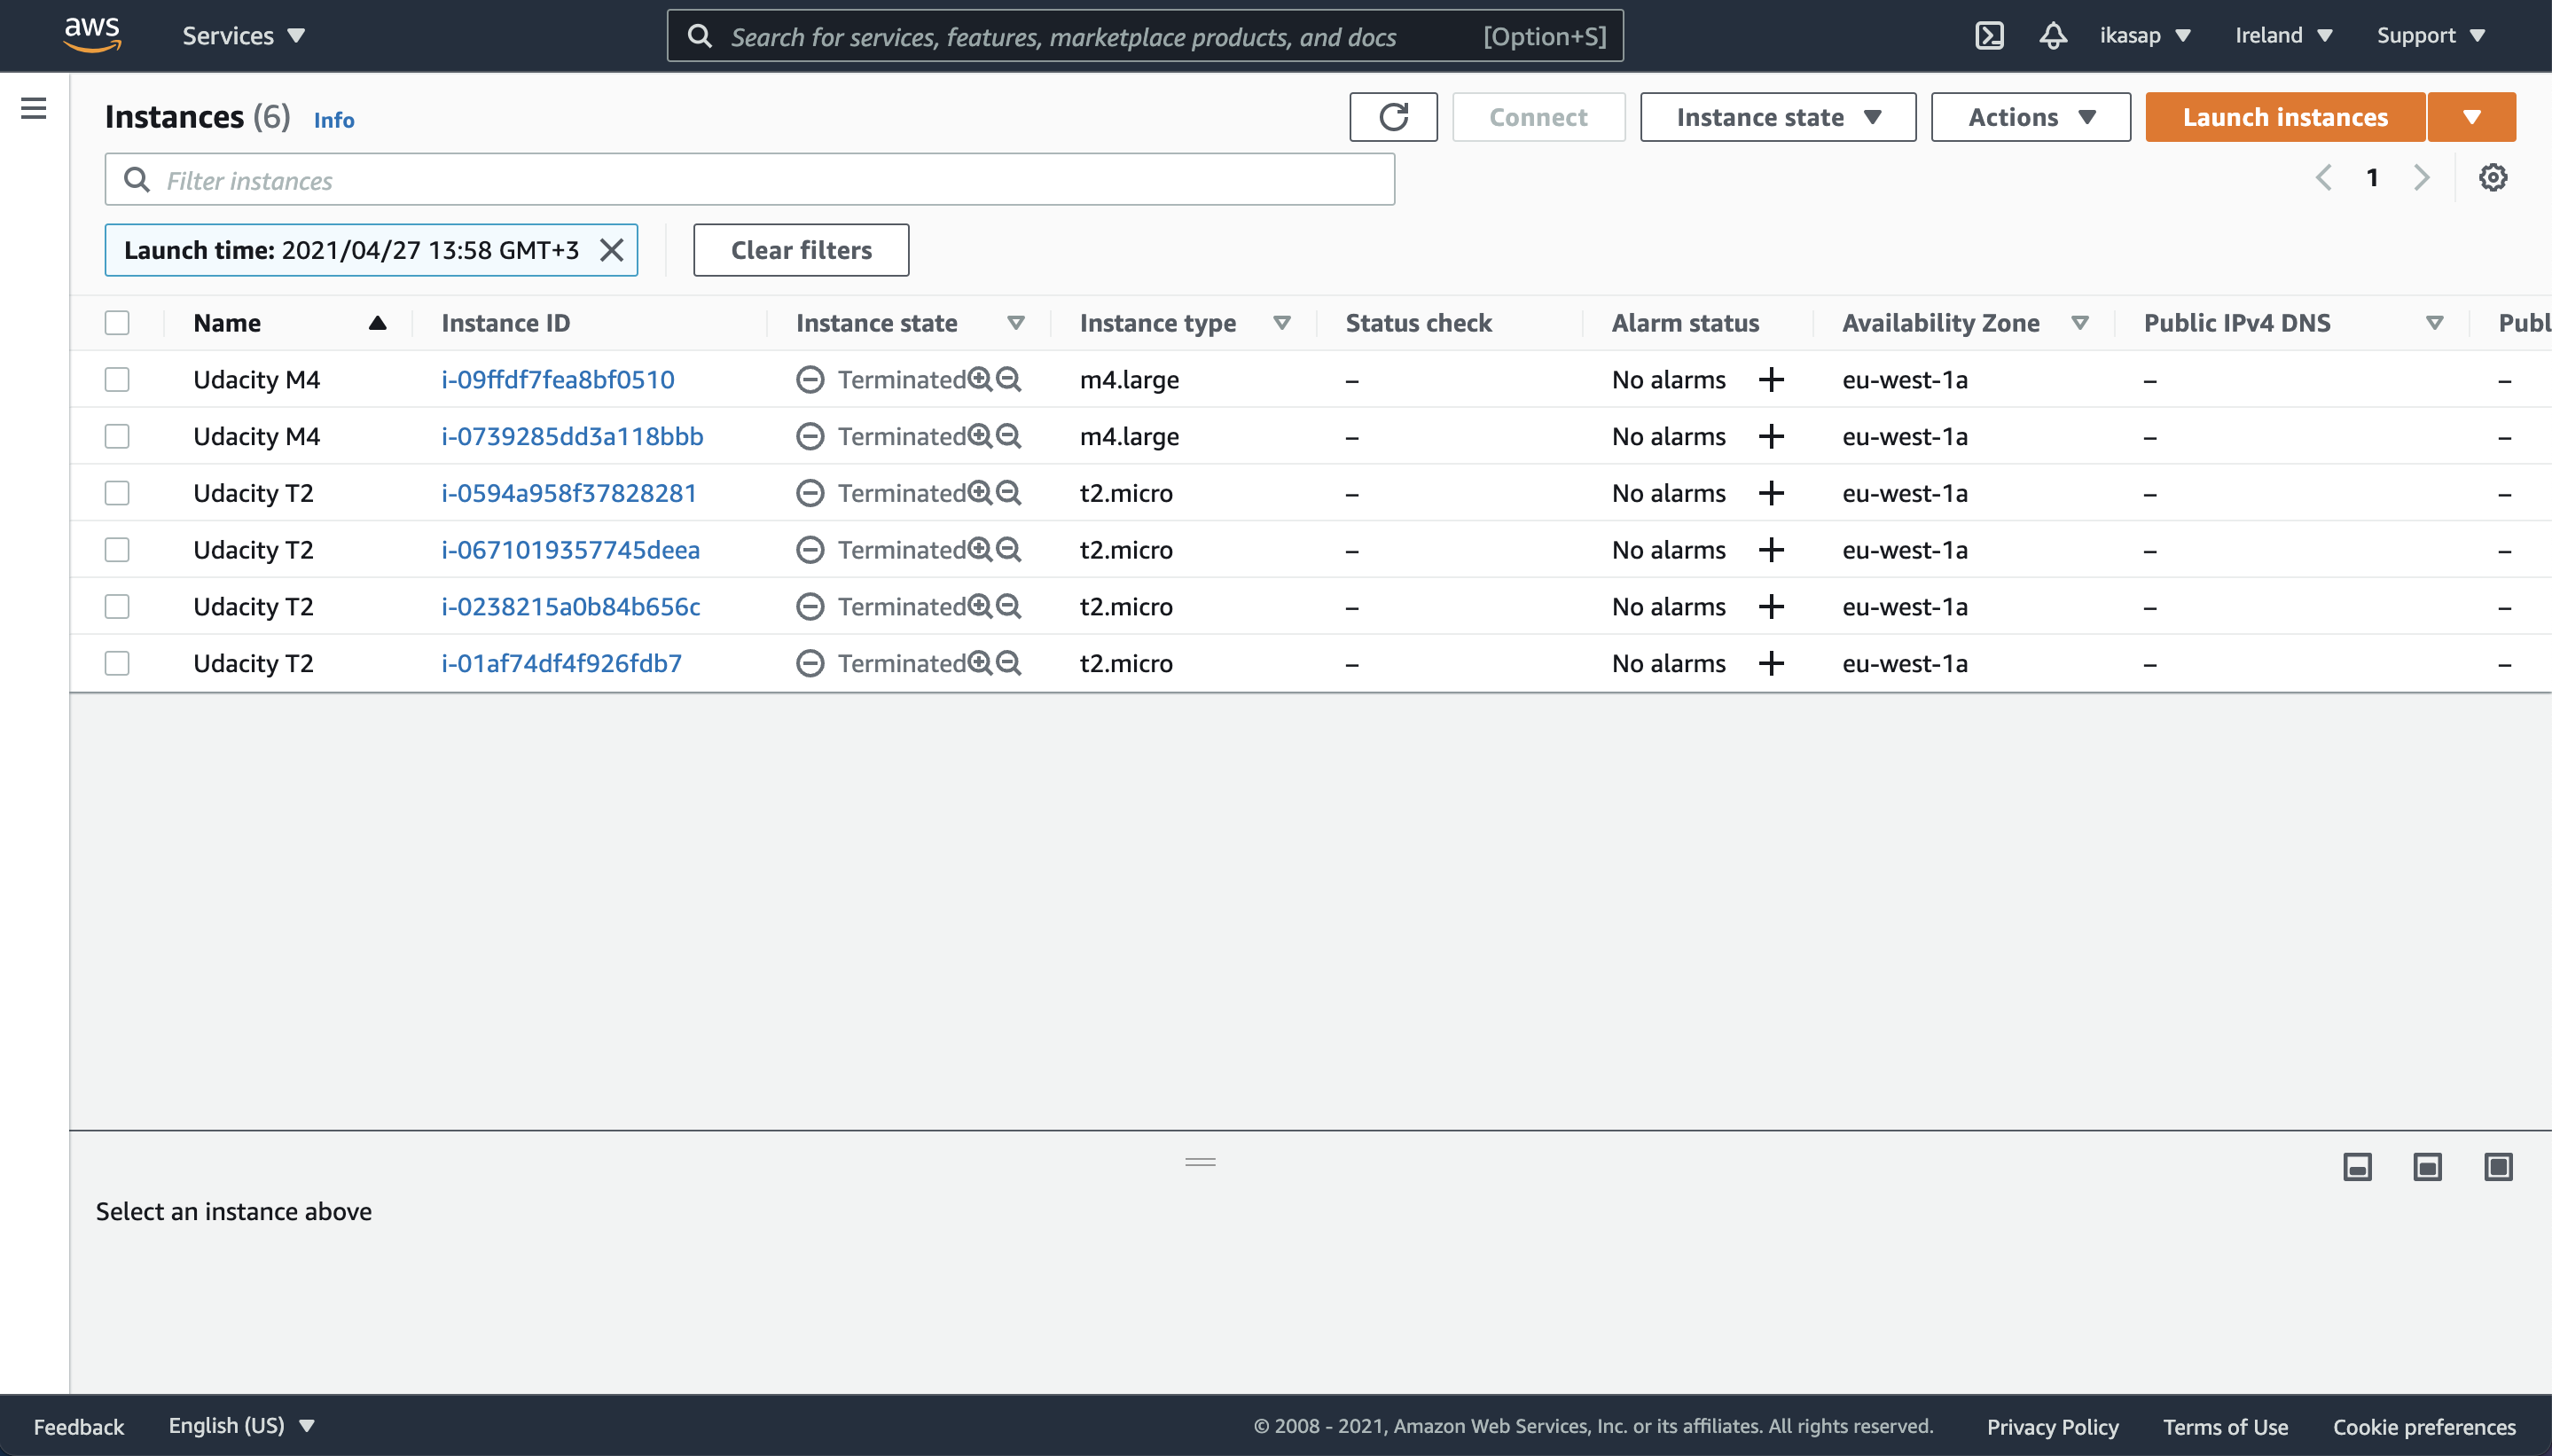 aws Services Search for services, features, marketplace products, and docs [Option+S] ikasap Ireland Support
Instances (6) Info Connect Instance state Actions Launch instances
Filter instances 1
Launch time: 2021/04/27 13:58 GMT+3 Clear filters
Name Instance ID Instance state Instance type Status check Alarm status Availability Zone Public IPv4 DNS Publ
Udacity M4 i-09ffdf7fea8bf0510 Terminated m4.large – No alarms + eu-west-1a – –
Udacity M4 i-0739285dd3a118bbb Terminated m4.large – No alarms + eu-west-1a – –
Udacity T2 i-0594a958f37828281 Terminated t2.micro – No alarms + eu-west-1a – –
Udacity T2 i-0671019357745deea Terminated t2.micro – No alarms + eu-west-1a – –
Udacity T2 i-0238215a0b84b656c Terminated t2.micro – No alarms + eu-west-1a – –
Udacity T2 i-01af74df4f926fdb7 Terminated t2.micro – No alarms + eu-west-1a – –
Select an instance above
Feedback English (US) © 2008 - 2021, Amazon Web Services, Inc. or its affiliates. All rights reserved. Privacy Policy Terms of Use Cookie preferences